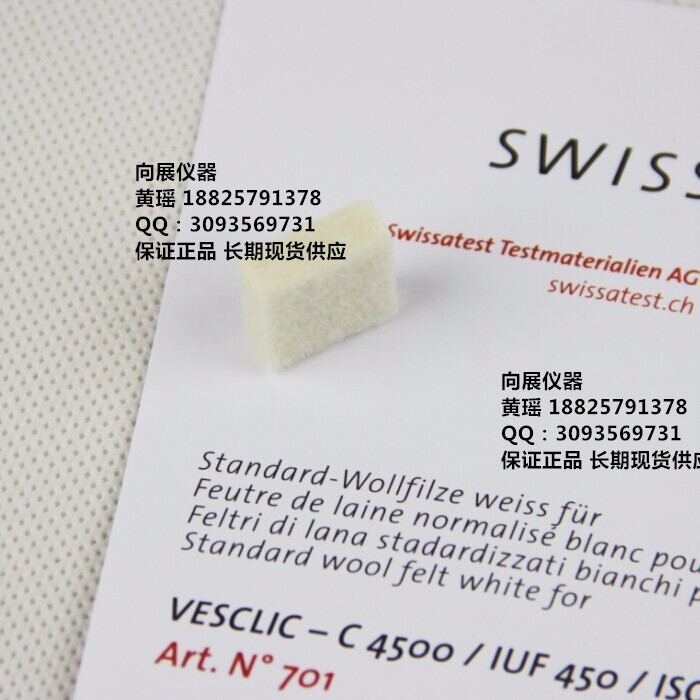 SWISS
向展仪器
黄瑶 18825791378
QQ：3093569731
保证正品 长期现货供应
Swissatest Testmaterialien AG
swissatest.ch
向展仪器
黄瑶 18825791378
QQ：3093569731
保证正品 长期现货供应
Standard-Wollfilze weiss für
Feutre de laine normalisé blanc pou
Feltri di lana stadardizzati bianchi p
Standard wool felt white for
VESCLIC – C 4500 / IUF 450 / ISO
Art. N° 701